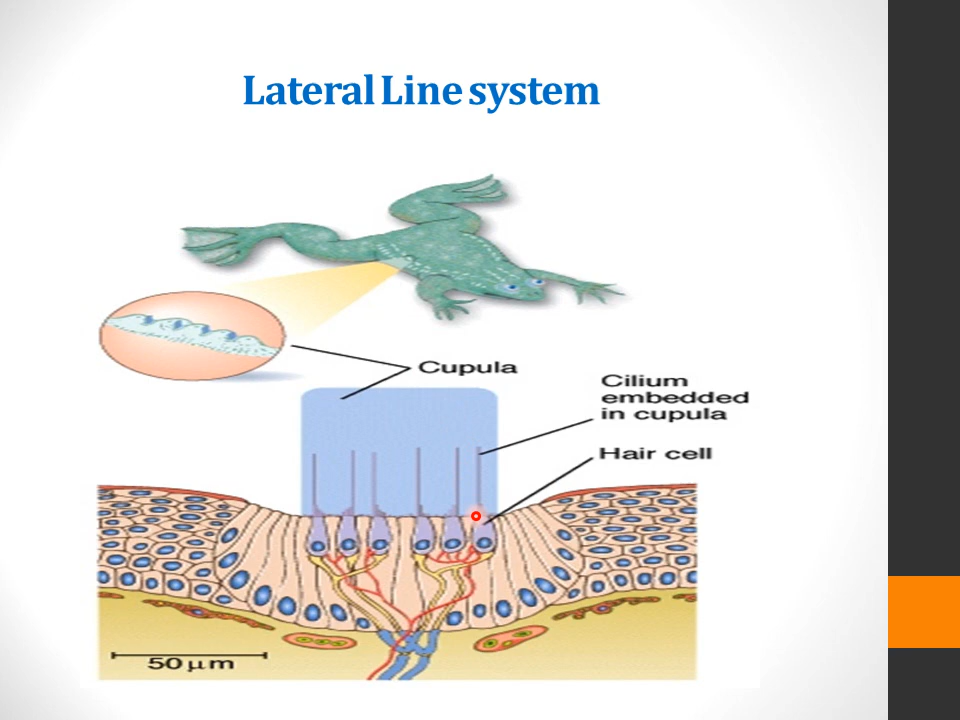 Lateral Line system
Cupula
Cilium
embedded
in cupula
Hair cell
50 µm